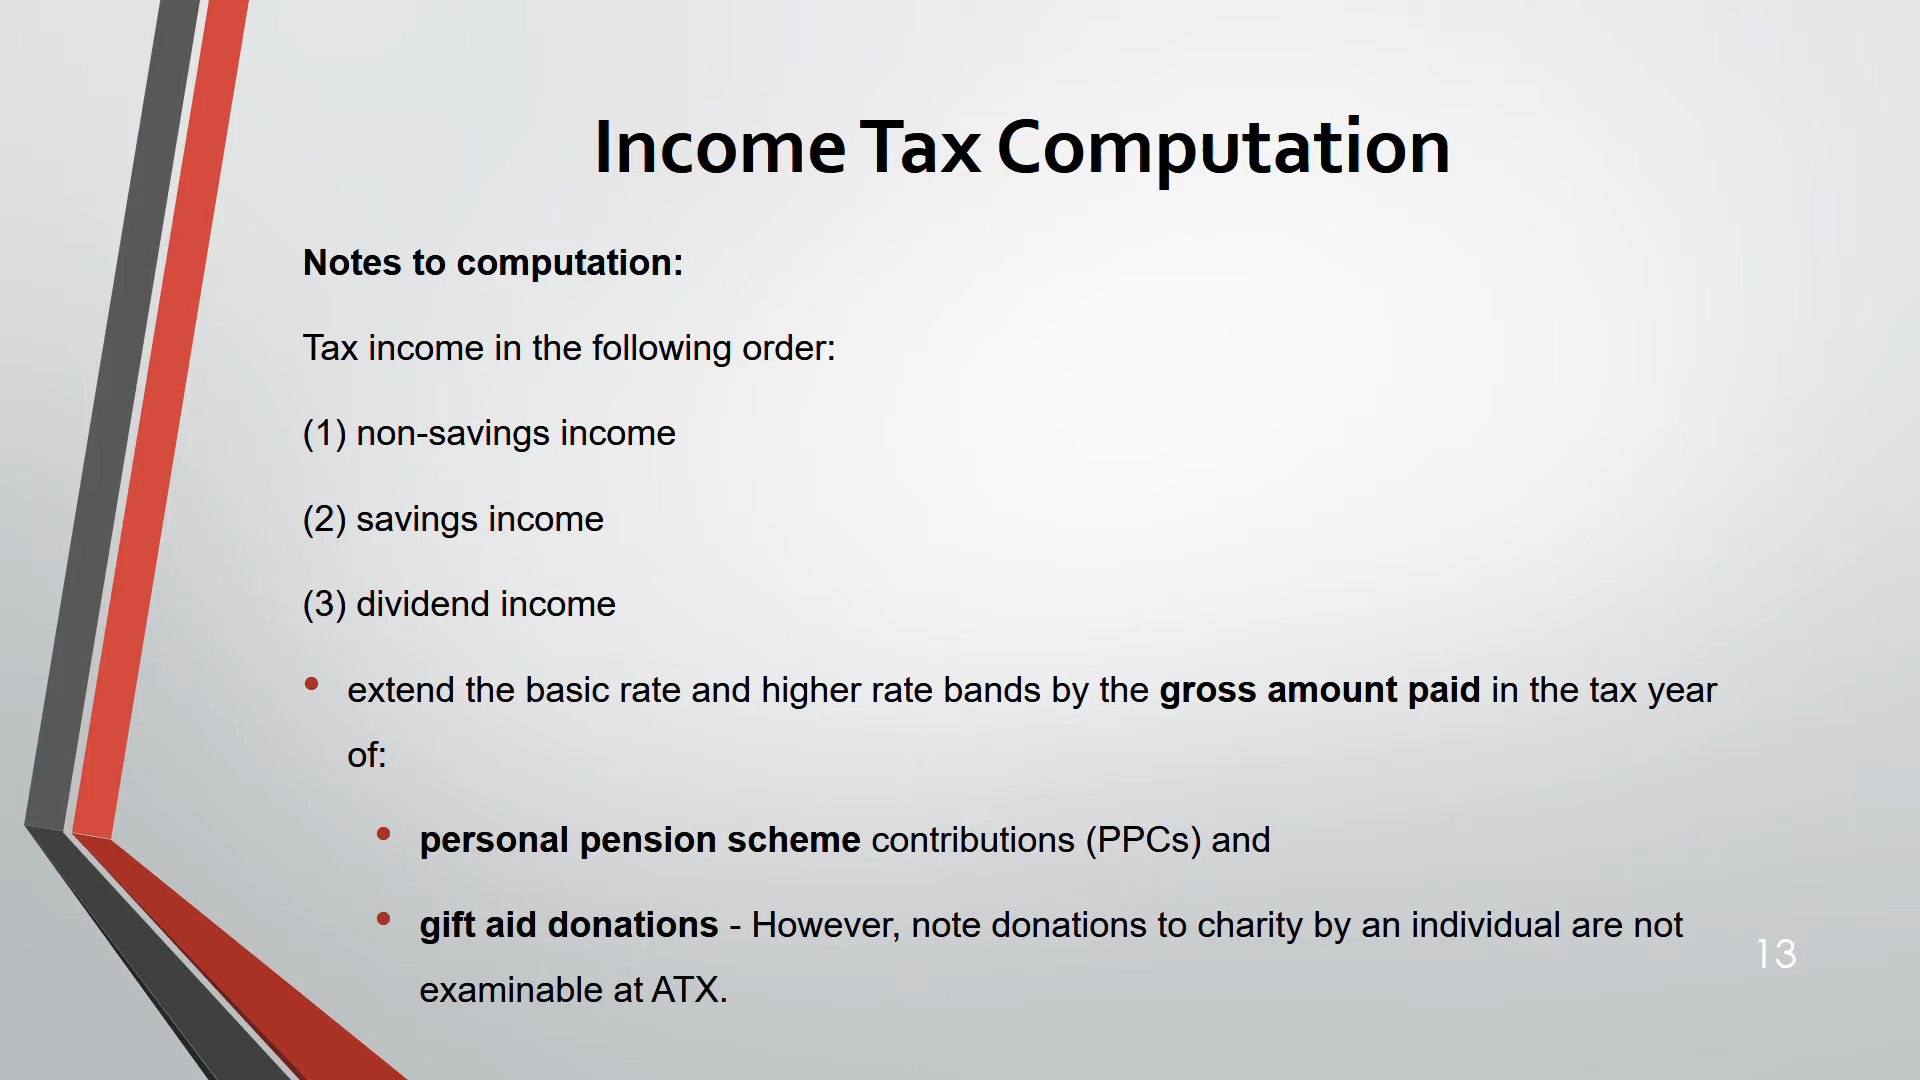 Income Tax Computation
Notes to computation:
Tax income in the following order:
(1) non-savings income
(2) savings income
(3) dividend income
• extend the basic rate and higher rate bands by the gross amount paid in the tax year
of:
• personal pension scheme contributions (PPCs) and
• gift aid donations - However, note donations to charity by an individual are not
examinable at ATX.
13